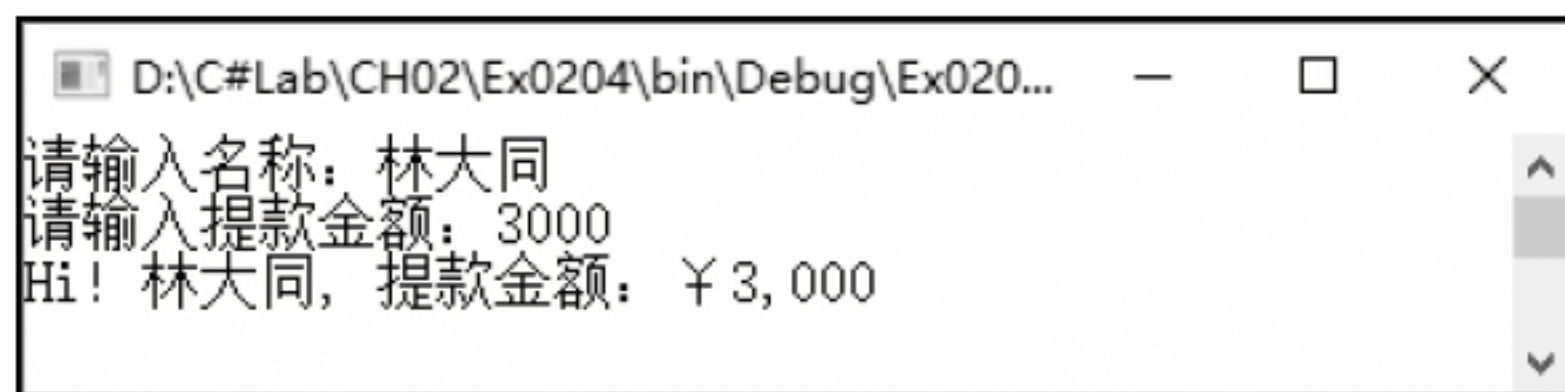 D:\C#Lab\CH02\Ex0204\bin\Debug\Ex020...
请输入名称：林大同
请输入提款金额：3000
Hi! 林大同, 提款金额：￥3,000